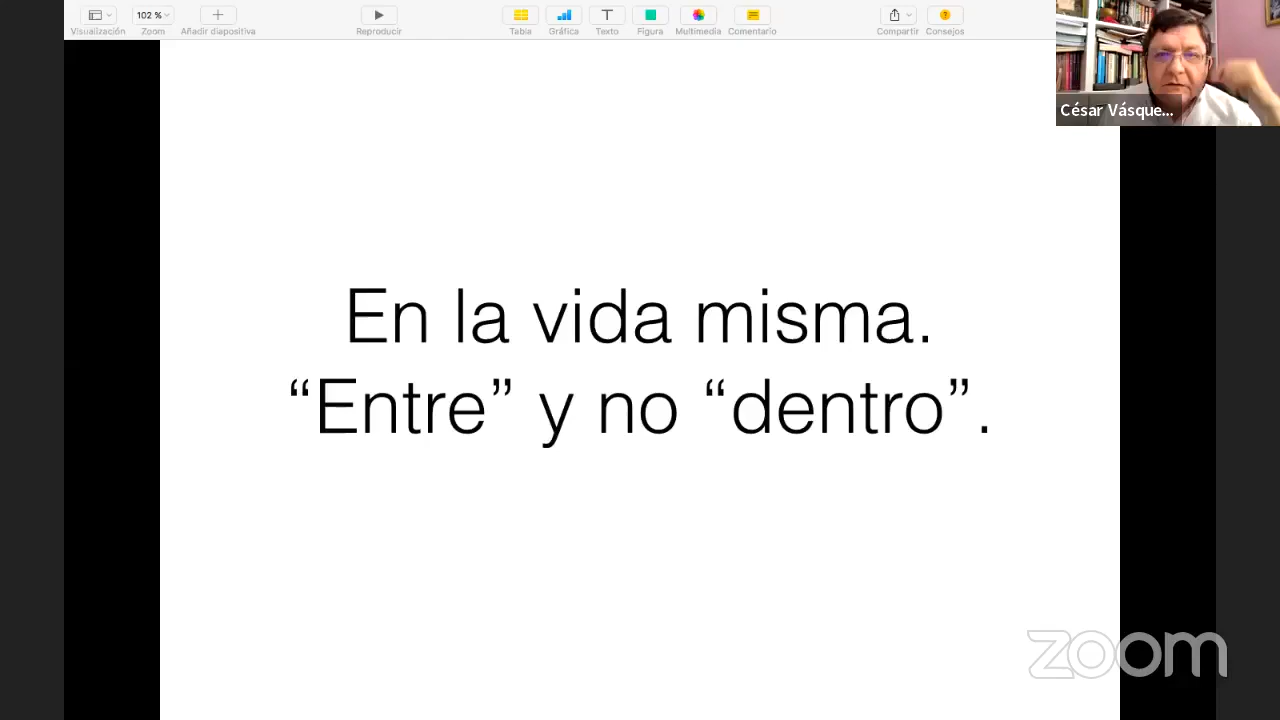 102 %
Visualización Zoom Añadir diapositiva Reproducir Tabla Gráfica Texto Figura Multimedia Comentario Compartir Consejos
César Vásque...
En la vida misma.
“Entre” y no “dentro”.
zoom